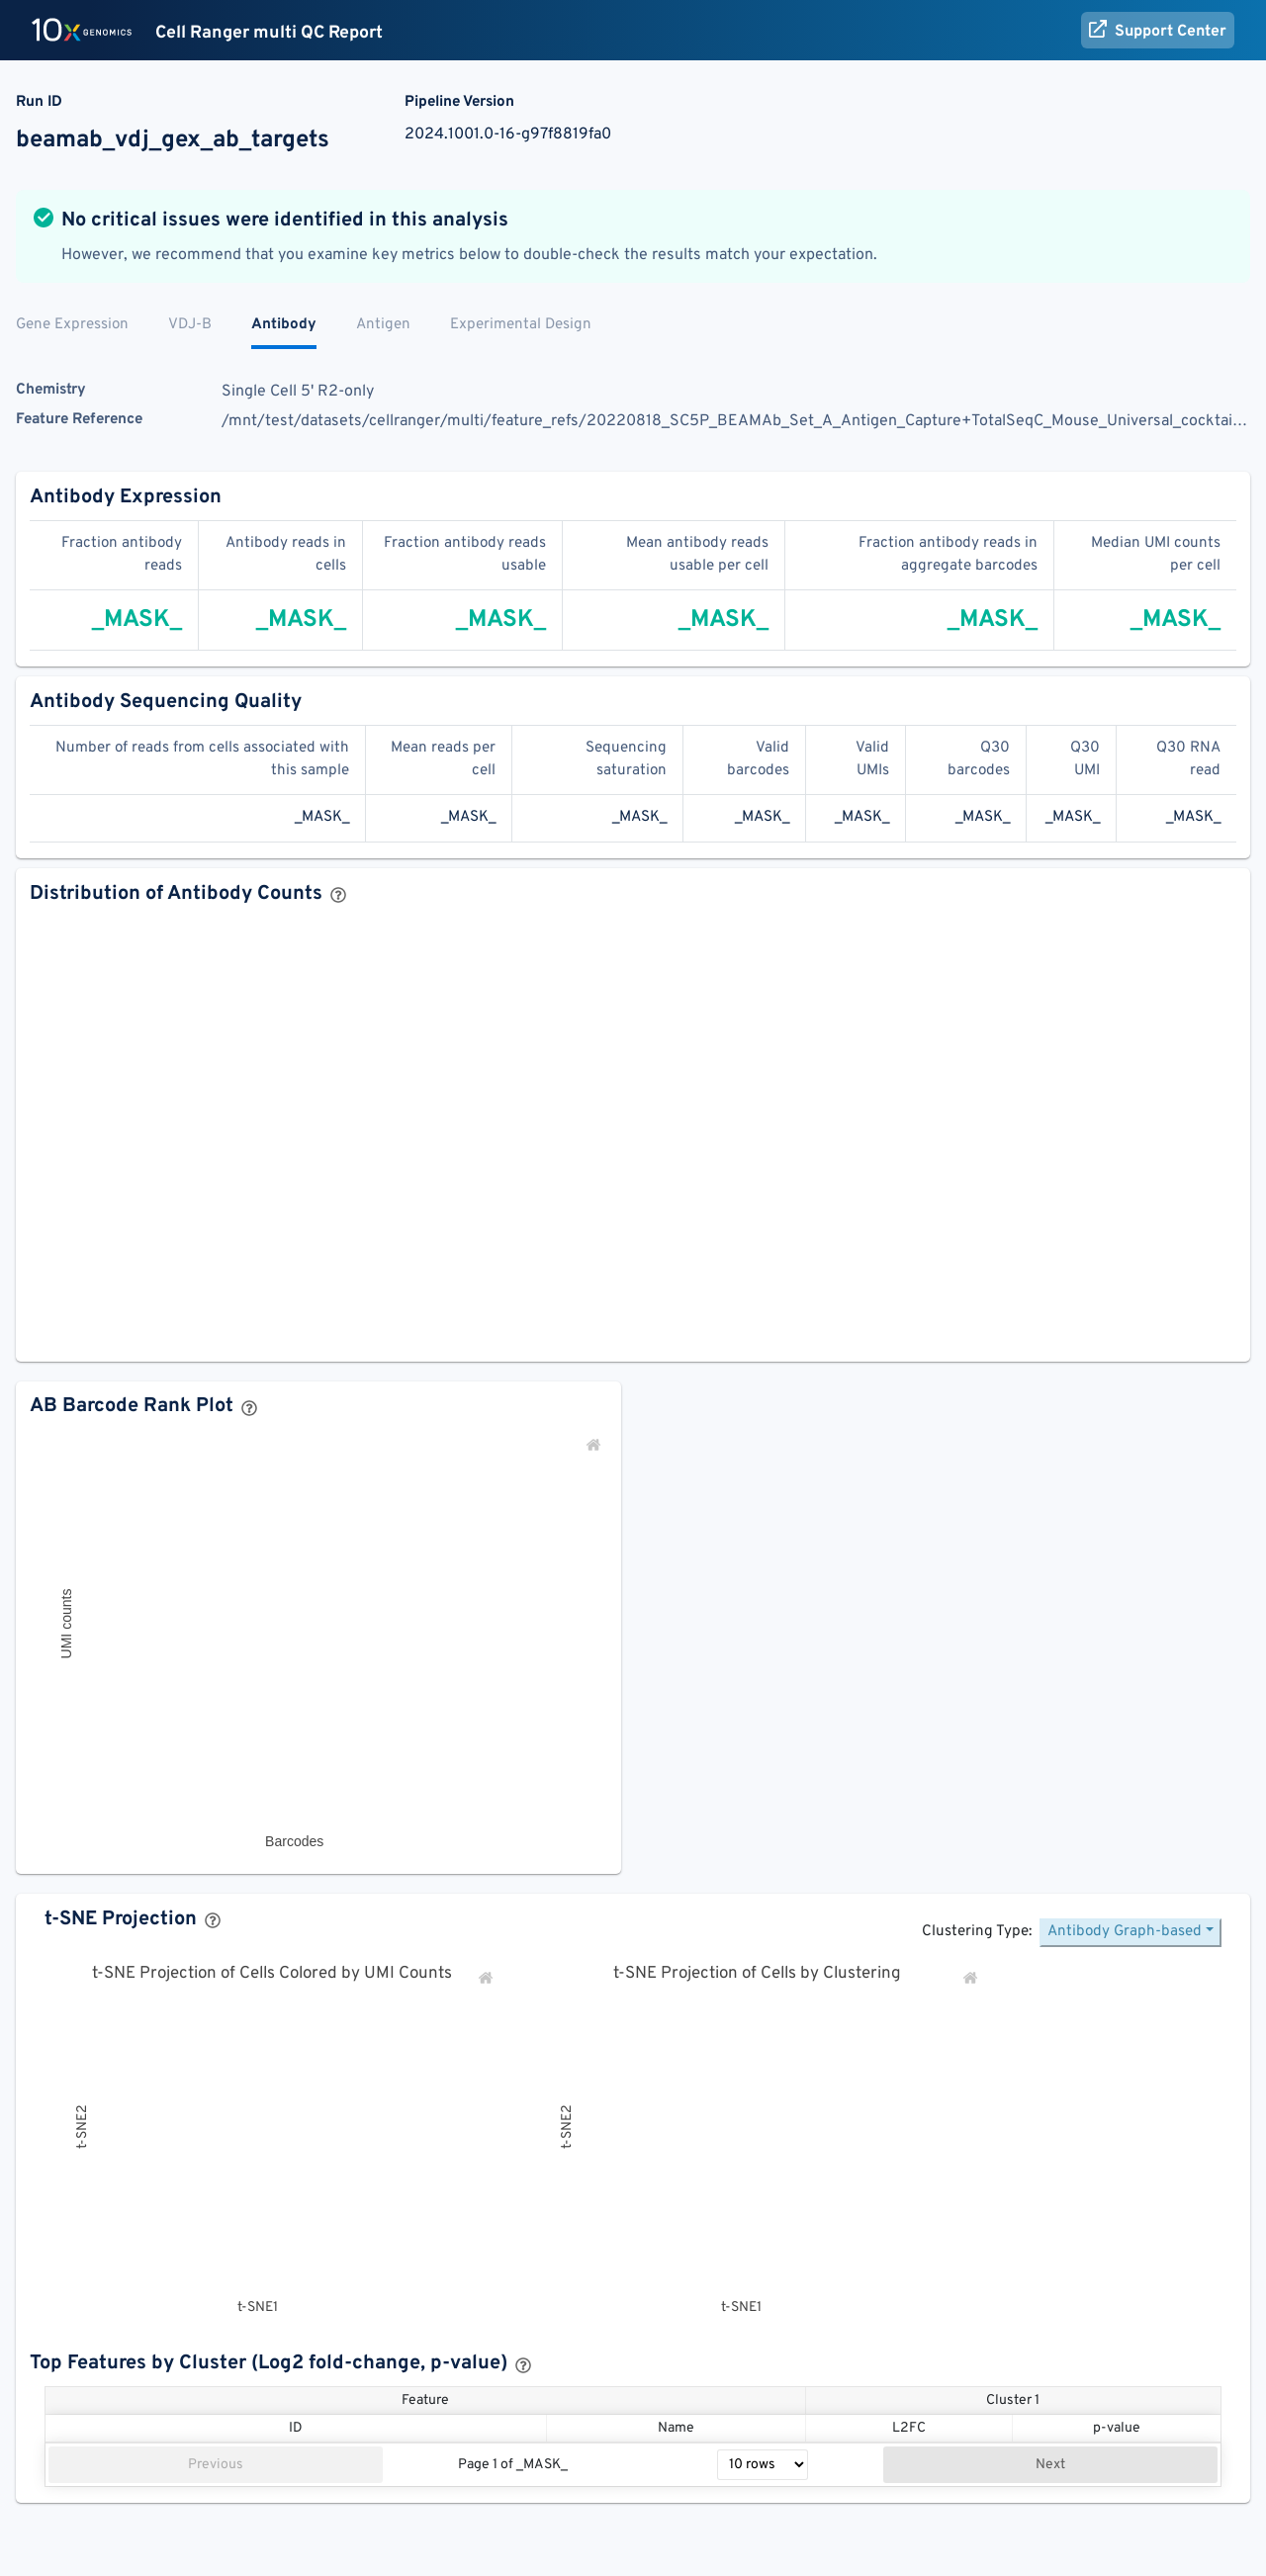 10x GENOMICS Cell Ranger multi QC Report Support Center
Run ID Pipeline Version
beamab_vdj_gex_ab_targets 2024.1001.0-16-g97f8819fa0
No critical issues were identified in this analysis
However, we recommend that you examine key metrics below to double-check the results match your expectation.
Gene Expression VDJ-B Antibody Antigen Experimental Design
Chemistry Single Cell 5' R2-only
Feature Reference /mnt/test/datasets/cellranger/multi/feature_refs/20220818_SC5P_BEAMAb_Set_A_Antigen_Capture+TotalSeqC_Mouse_Universal_cocktai...
Antibody Expression
Fraction antibody reads Antibody reads in cells Fraction antibody reads usable Mean antibody reads usable per cell Fraction antibody reads in aggregate barcodes Median UMI counts per cell
_MASK_ _MASK_ _MASK_ _MASK_ _MASK_ _MASK_
Antibody Sequencing Quality
Number of reads from cells associated with this sample Mean reads per cell Sequencing saturation Valid barcodes Valid UMIs Q30 barcodes Q30 UMI Q30 RNA read
_MASK_ _MASK_ _MASK_ _MASK_ _MASK_ _MASK_ _MASK_ _MASK_
Distribution of Antibody Counts ?
AB Barcode Rank Plot ?
UMI counts
Barcodes
t-SNE Projection ?
Clustering Type: Antibody Graph-based
t-SNE Projection of Cells Colored by UMI Counts t-SNE Projection of Cells by Clustering
t-SNE2 t-SNE2
t-SNE1 t-SNE1
Top Features by Cluster (Log2 fold-change, p-value) ?
Feature Cluster 1
ID Name L2FC p-value
Previous Page 1 of _MASK_ 10 rows Next